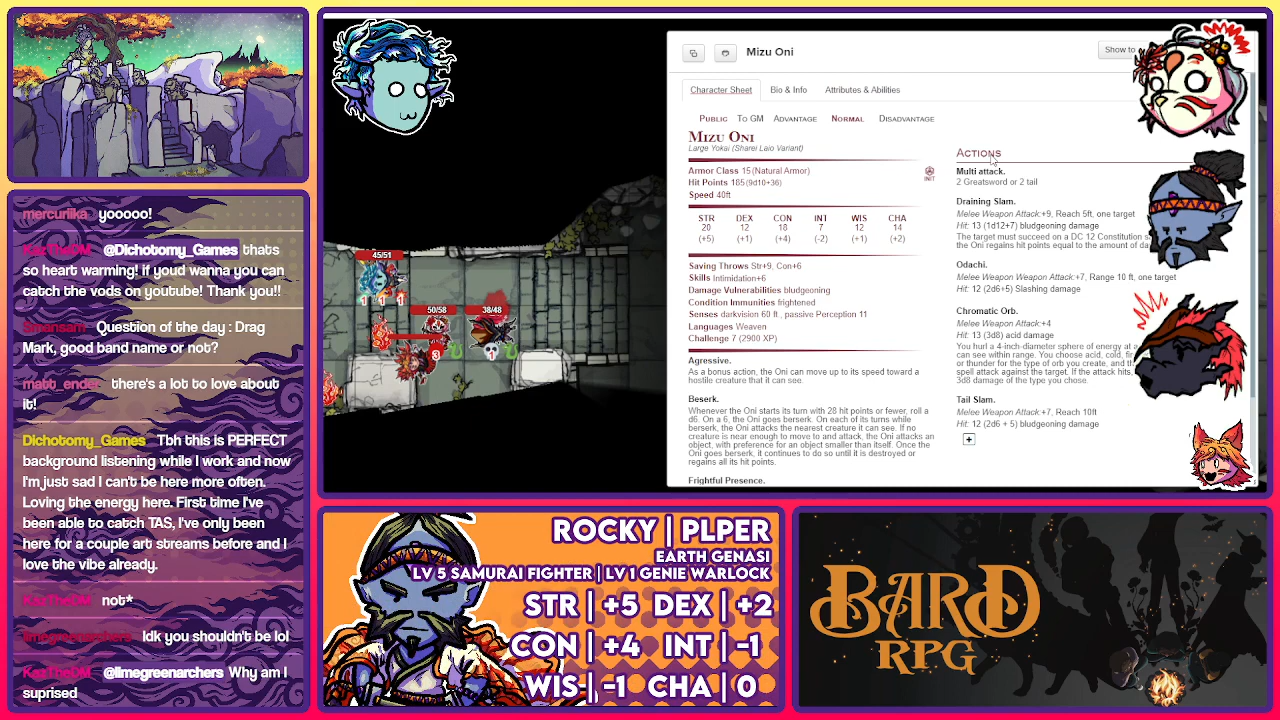 mercurlika yooooo!
KazTheDM @Dichotomy_Games thats
so heart warming! if youd wanna you can
catch the vods on youtube! Thank you!!
Question of the day : Drag
Mark, good band name or not?
matt_ender there's a lot to love about
it!
Dichotomy_Games Tbh this is PERFECT
background listening while I work and now
I'm just sad I can't be here more often.
Loving the energy here. First time I've
been able to catch TAS, I've only been
here for a couple art streams before and I
love the vibe already.
KazTheDM not*
limegreenarchers Idk you shouldn't be lol
KazTheDM @limegreenarchers Why am I
suprised
45/51
1 1 1
50/58
38/48
3
1
Mizu Oni
Show to
Character Sheet Bio & Info Attributes & Abilities
Public To GM Advantage Normal Disadvantage
Mizu Oni
Large Yokai (Sharei Laio Variant)
Armor Class 15 (Natural Armor)
Hit Points 185(9d10+36)
Speed 40ft
INIT
STR DEX CON INT WIS CHA
20 12 18 7 12 14
(+5) (+1) (+4) (-2) (+1) (+2)
Saving Throws Str+9, Con+6
Skills Intimidation+6
Damage Vulnerabilities bludgeoning
Condition Immunities frightened
Senses darkvision 60 ft., passive Perception 11
Languages Weaven
Challenge 7 (2900 XP)
Agressive.
As a bonus action, the Oni can move up to its speed toward a
hostile creature that it can see.
Beserk.
Whenever the Oni starts its turn with 28 hit points or fewer, roll a
d6. On a 6, the Oni goes berserk. On each of its turns while
berserk, the Oni attacks the nearest creature it can see. If no
creature is near enough to move to and attack, the Oni attacks an
object, with preference for an object smaller than itself. Once the
Oni goes berserk, it continues to do so until it is destroyed or
regains all its hit points.
Frightful Presence.
Actions
Multi attack.
2 Greatsword or 2 tail
Draining Slam.
Melee Weapon Attack:+9, Reach 5ft, one target
Hit: 13 (1d12+7) bludgeoning damage
The target must succeed on a DC 12 Constitution
the Oni regains hit points equal to the amount of
Odachi.
Melee Weapon Weapon Attack:+7, Range 10 ft, one target
Hit: 12 (2d6+5) Slashing damage
Chromatic Orb.
Melee Weapon Attack:+4
Hit: 13 (3d8) acid damage
You hurl a 4-inch-diameter sphere of energy at a
can see within range. You choose acid, cold,
or thunder for the type of orb you create, and
spell attack against the target. If the attack hits,
3d8 damage of the type you chose.
Tail Slam.
Melee Weapon Attack:+7, Reach 10ft
Hit: 12 (2d6 + 5) bludgeoning damage
+
ROCKY | PLPER
EARTH GENASI
LV 5 SAMURAI FIGHTER | LV 1 GENIE WARLOCK
STR | +5 DEX | +2
CON | +4 INT | -1
WIS | -1 CHA | 0
BARD
RPG